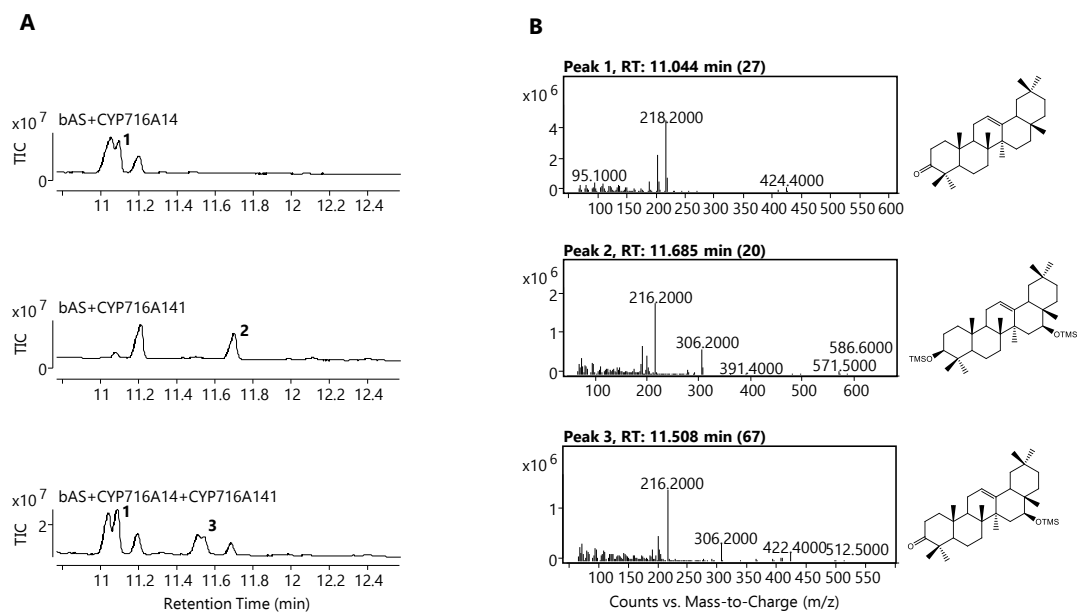 A
x10 7
bAS+CYP716A14
1
TIC
0
11 11.2 11.4 11.6 11.8 12 12.2 12.4
x10 7
bAS+CYP716A141
2
TIC
0
11 11.2 11.4 11.6 11.8 12 12.2 12.4
x10 7
bAS+CYP716A14+CYP716A141
2
1
3
TIC
0
11 11.2 11.4 11.6 11.8 12 12.2 12.4
Retention Time (min)
B
Peak 1, RT: 11.044 min (27)
x10 6
218.2000
4
2
95.1000
424.4000
0
100 150 200 250 300 350 400 450 500 550 600
O
Peak 2, RT: 11.685 min (20)
x10 6
2
216.2000
1
306.2000
586.6000
391.4000
571.5000
0
100 200 300 400 500 600
OTMS
TMSO
Peak 3, RT: 11.508 min (67)
x10 6
216.2000
1
306.2000
422.4000
512.5000
0
100 150 200 250 300 350 400 450 500 550
Counts vs. Mass-to-Charge (m/z)
OTMS
O